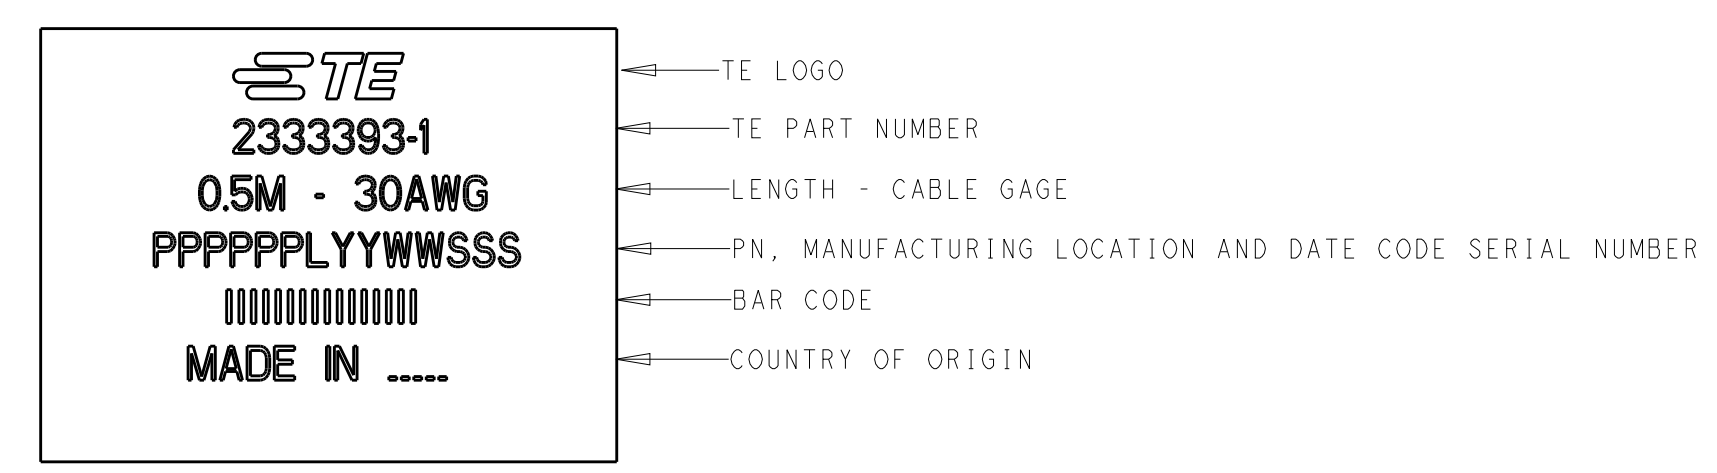 TE TE LOGO
2333393-1 TE PART NUMBER
0.5M - 30AWG LENGTH - CABLE GAGE
PPPPPPLYYWWSSS PN, MANUFACTURING LOCATION AND DATE CODE SERIAL NUMBER
BAR CODE
MADE IN _____ COUNTRY OF ORIGIN